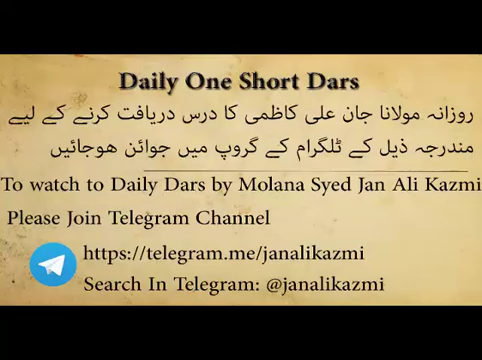 Daily One Short Dars
روزانہ مولانا جان علی کاظمی کا درس دریافت کرنے کے لیے
مندرجہ ذیل کے ٹلگرام کے گروپ میں جوائن ھوجائیں
To watch to Daily Dars by Molana Syed Jan Ali Kazmi
Please Join Telegram Channel
https://telegram.me/janalikazmi
Search In Telegram: @janalikazmi